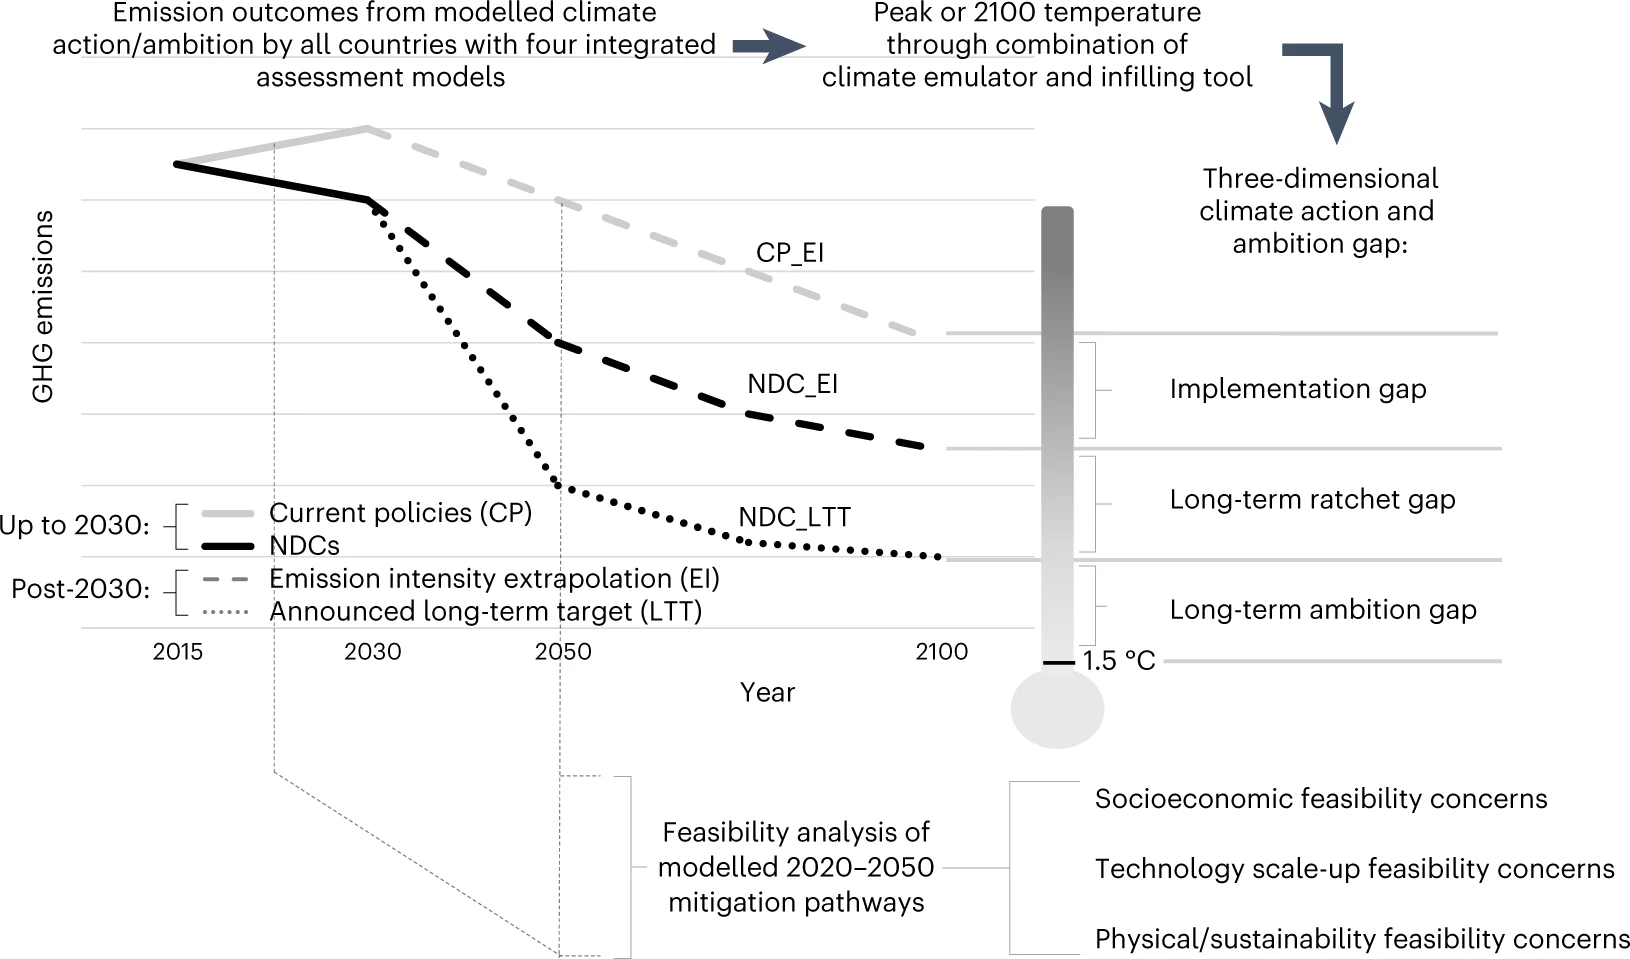 Emission outcomes from modelled climate
action/ambition by all countries with four integrated
assessment models
Peak or 2100 temperature
through combination of
climate emulator and infilling tool
Three-dimensional
climate action and
ambition gap:
GHG emissions
CP_EI
NDC_EI
NDC_LTT
Implementation gap
Long-term ratchet gap
Long-term ambition gap
1.5 °C
Up to 2030:
Current policies (CP)
NDCs
Post-2030:
Emission intensity extrapolation (EI)
Announced long-term target (LTT)
2015
2030
2050
2100
Year
Feasibility analysis of
modelled 2020–2050
mitigation pathways
Socioeconomic feasibility concerns
Technology scale-up feasibility concerns
Physical/sustainability feasibility concerns